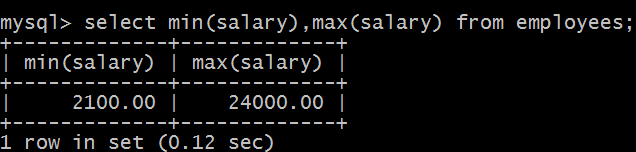 mysql> select min(salary),max(salary) from employees;
+-------------+-------------+
| min(salary) | max(salary) |
+-------------+-------------+
|     2100.00 |    24000.00 |
+-------------+-------------+
1 row in set (0.12 sec)